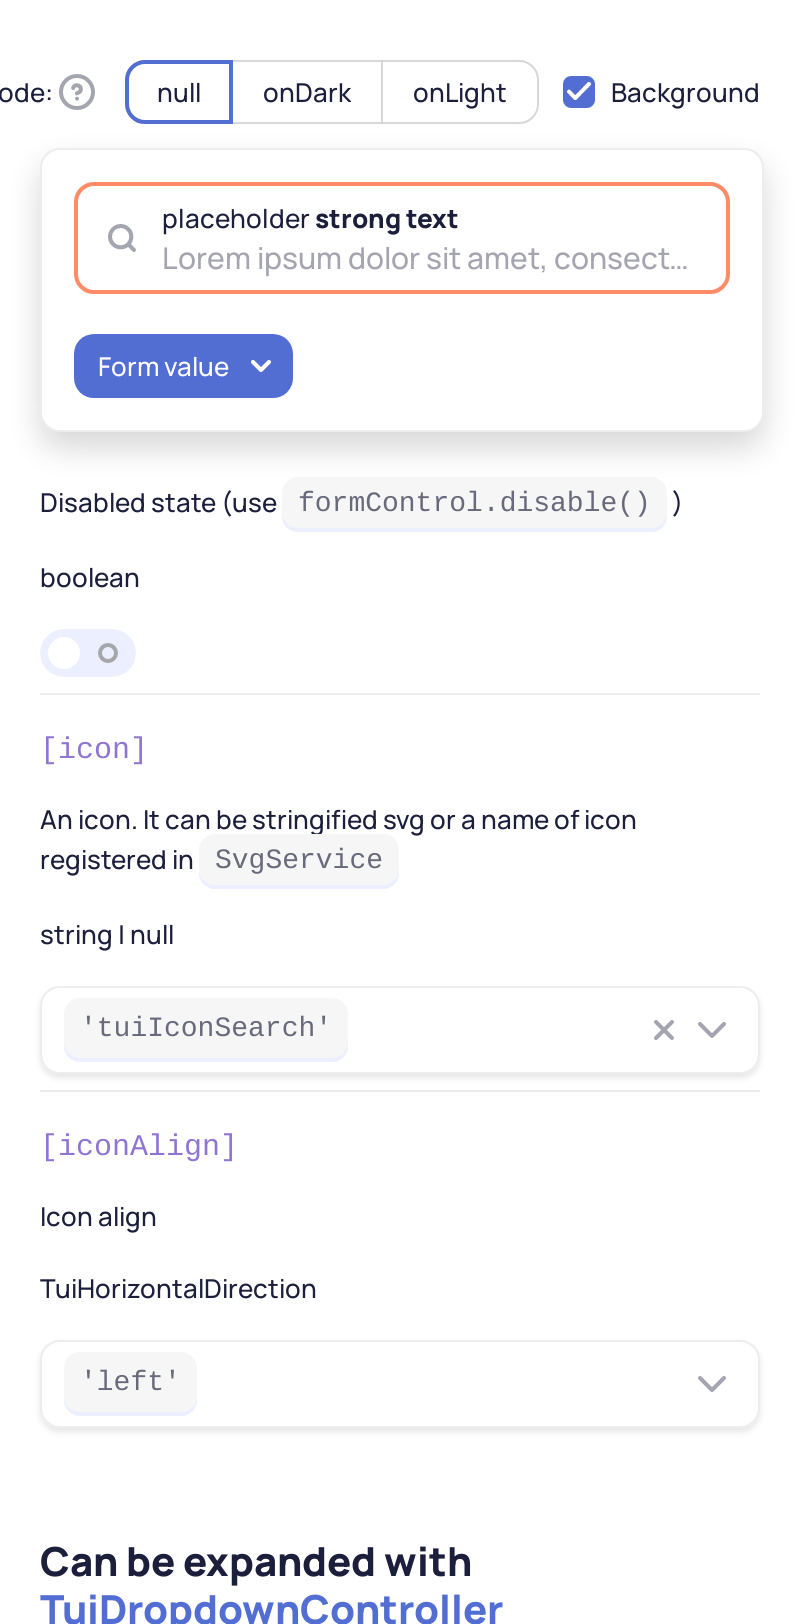 ode: null onDark onLight Background
placeholder strong text
Lorem ipsum dolor sit amet, consect...
Form value
Disabled state (use formControl.disable() )
boolean
[icon]
An icon. It can be stringified svg or a name of icon
registered in SvgService
string | null
'tuiIconSearch'
[iconAlign]
Icon align
TuiHorizontalDirection
'left'
Can be expanded with
TuiDropdownController